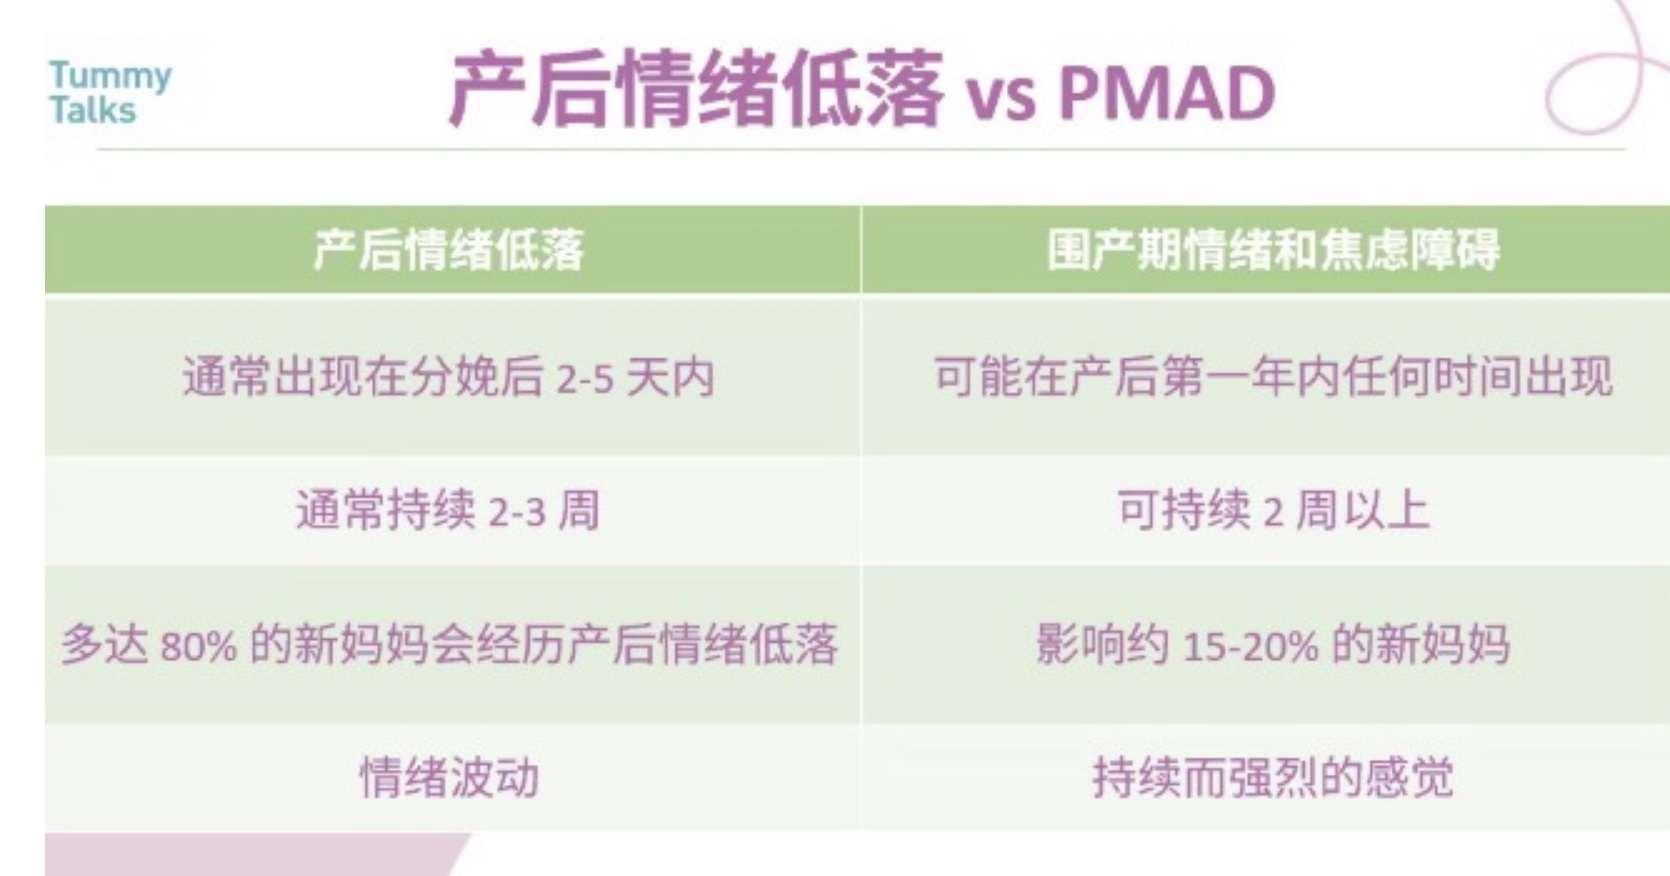 Tummy
Talks
产后情绪低落 vs PMAD
产后情绪低落
围产期情绪和焦虑障碍
通常出现在分娩后 2-5 天内
可能在产后第一年内任何时间出现
通常持续 2-3 周
可持续 2 周以上
多达 80% 的新妈妈会经历产后情绪低落
影响约 15-20% 的新妈妈
情绪波动
持续而强烈的感觉